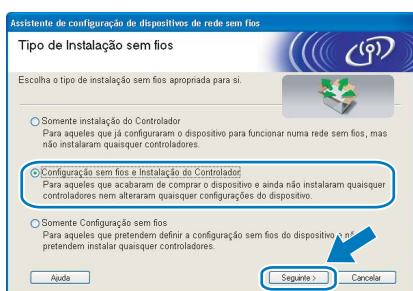 Assistente de configuração de dispositivos de rede sem fios
Tipo de Instalação sem fios
Escolha o tipo de instalação sem fios apropriada para si.
Somente instalação do Controlador
Para aqueles que já configuraram o dispositivo para funcionar numa rede sem fios, mas
não instalaram quaisquer controladores.
Configuração sem fios e Instalação do Controlador
Para aqueles que acabaram de comprar o dispositivo e ainda não instalaram quaisquer
controladores nem alteraram quaisquer configurações do dispositivo.
Somente Configuração sem fios
Para aqueles que pretendem definir a configuração sem fios do dispositivo e
pretendem instalar quaisquer controladores.
Ajuda
Seguinte >
Cancelar